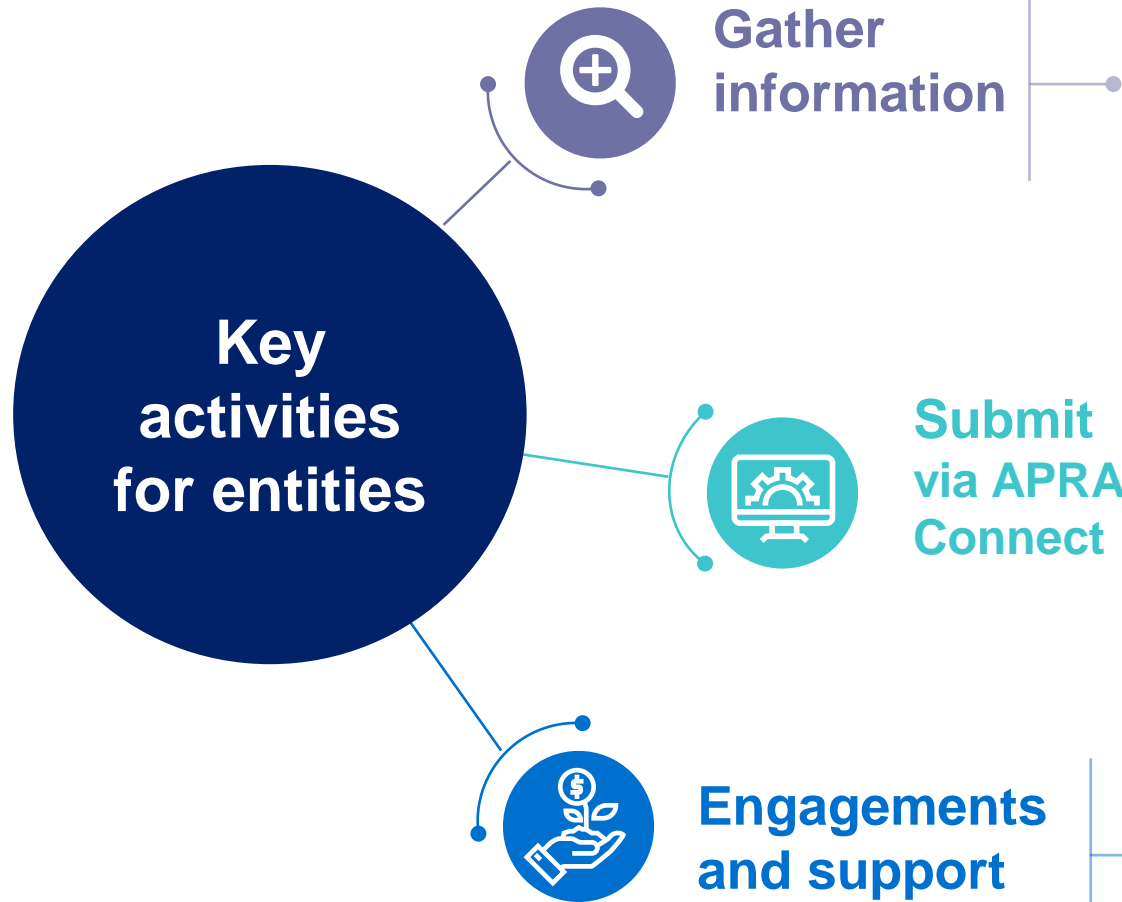 Gather
information
Key
activities
for entities
Submit
via APRA
Connect
Engagements
and support